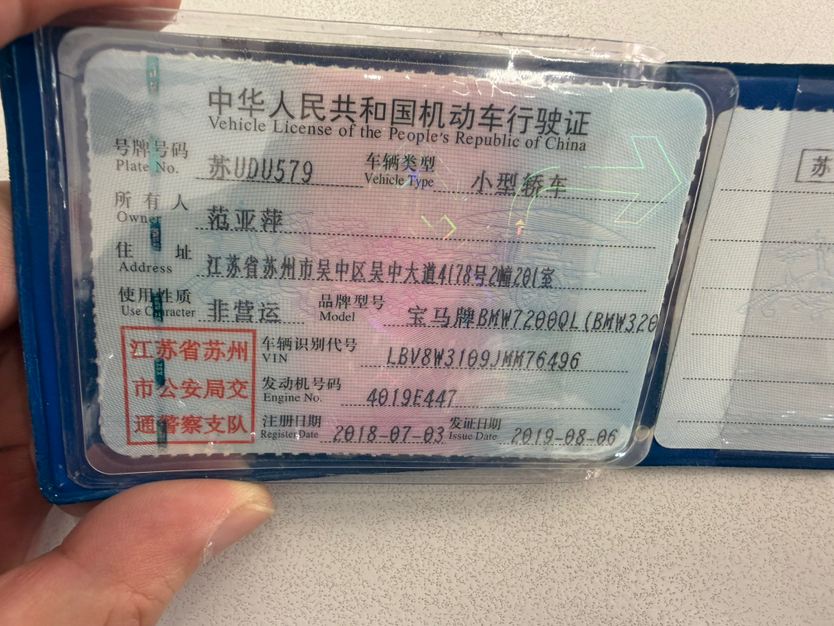 中华人民共和国机动车行驶证
Vehicle License of the People's Republic of China
号牌号码 苏UDU579 车辆类型 小型轿车
Plate No. Vehicle Type
所有人 范亚萍
Owner
住址 江苏省苏州市吴中区吴中大道4178号2幢201室
Address
使用性质 非营运 品牌型号 宝马牌BMW7200QL(BMW320
Use Character Model
江苏省苏州
市公安局交
通警察支队
车辆识别代号 LBV8W3109JMM76496
VIN
发动机号码 4019E447
Engine No.
注册日期 2018-07-03 发证日期 2019-08-06
Register Date Issue Date
苏